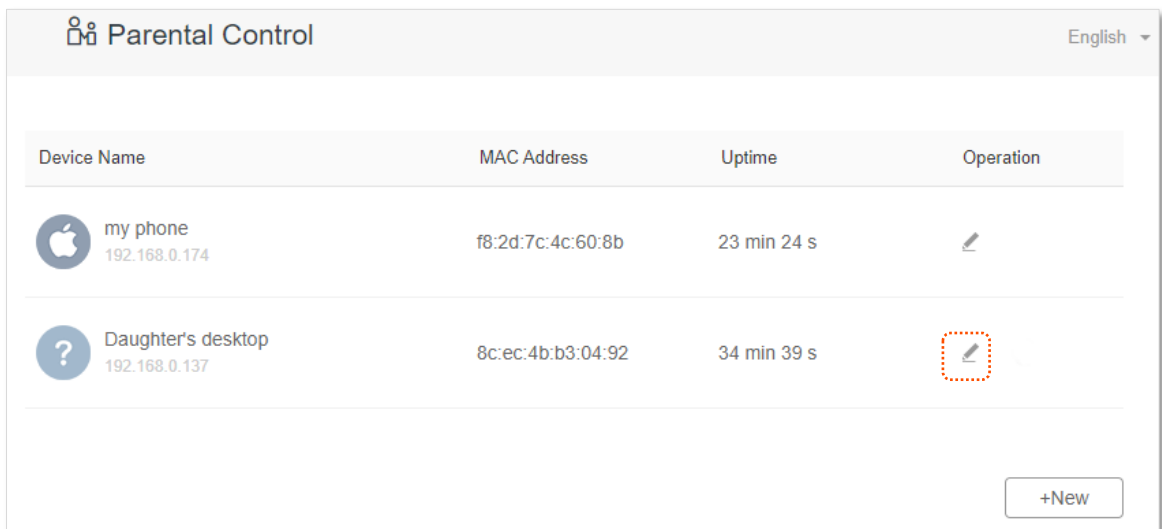 Parental Control
English
Device Name MAC Address Uptime Operation
my phone
192.168.0.174
f8:2d:7c:4c:60:8b 23 min 24 s
?
Daughter's desktop
192.168.0.137
8c:ec:4b:b3:04:92 34 min 39 s
+New